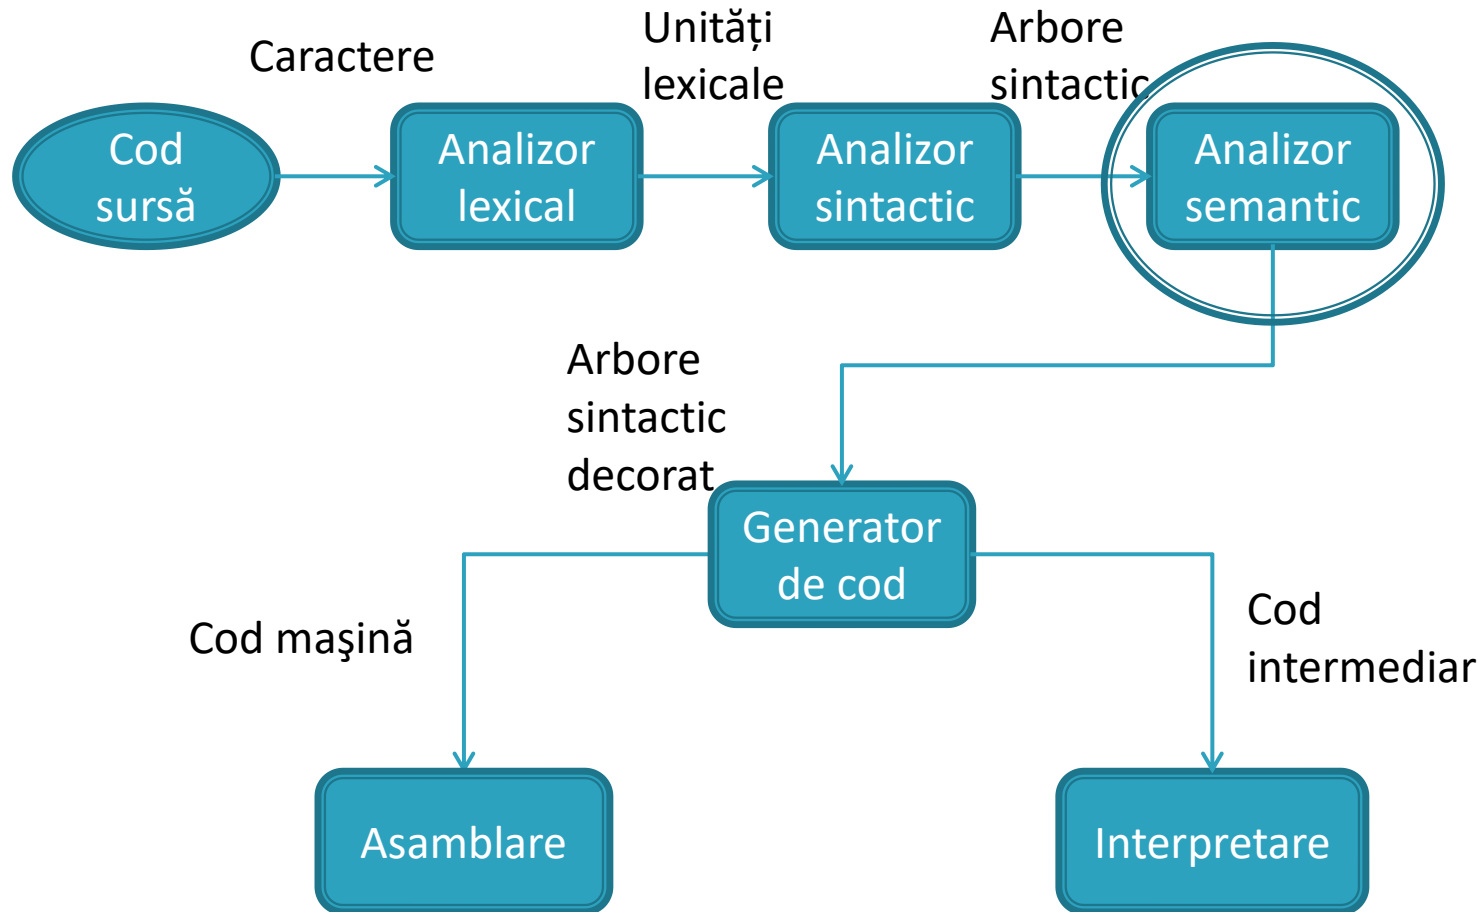 Caractere
Unități
lexicale
Arbore
sintactic
Cod
sursă
Analizor
lexical
Analizor
sintactic
Analizor
semantic
Arbore
sintactic
decorat
Generator
de cod
Cod maşină
Cod
intermediar
Asamblare
Interpretare